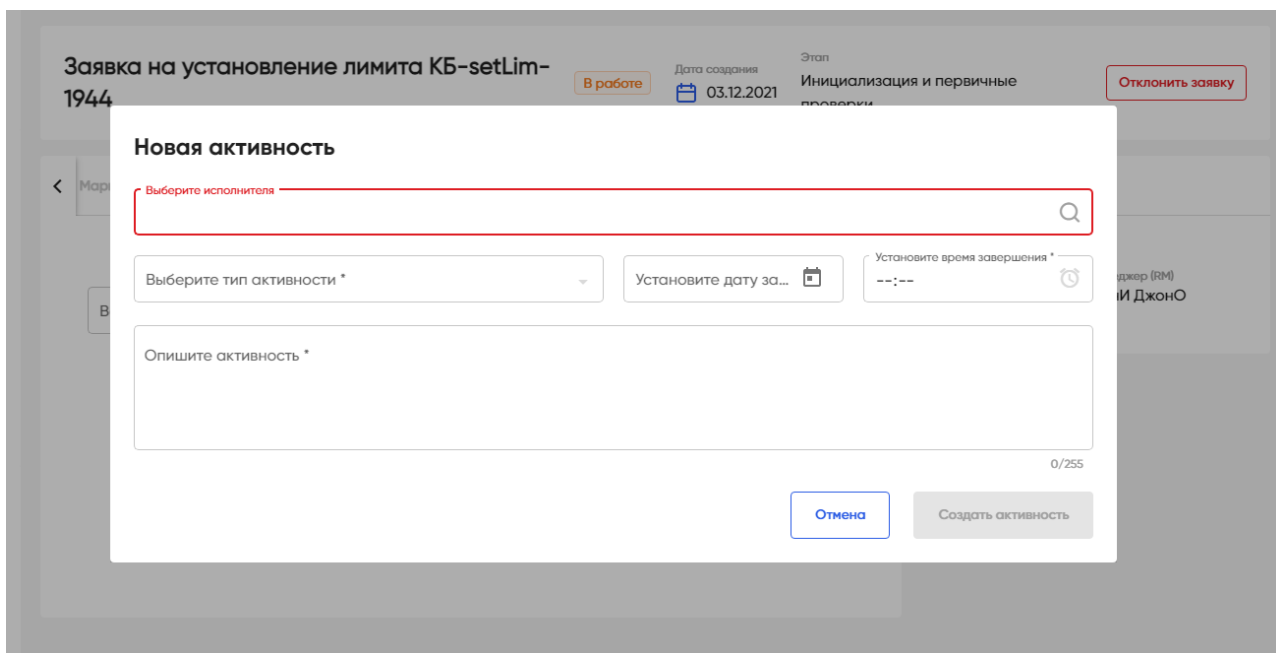 Заявка на установление лимита КБ-setLim-
1944
В работе
Дата создания
03.12.2021
Этап
Инициализация и первичные
проверки
Отклонить заявку
Новая активность
Выберите исполнителя
Выберите тип активности *
Установите дату за...
Установите время завершения *
--:--
Опишите активность *
0/255
Отмена
Создать активность
(RM)
ДжонО